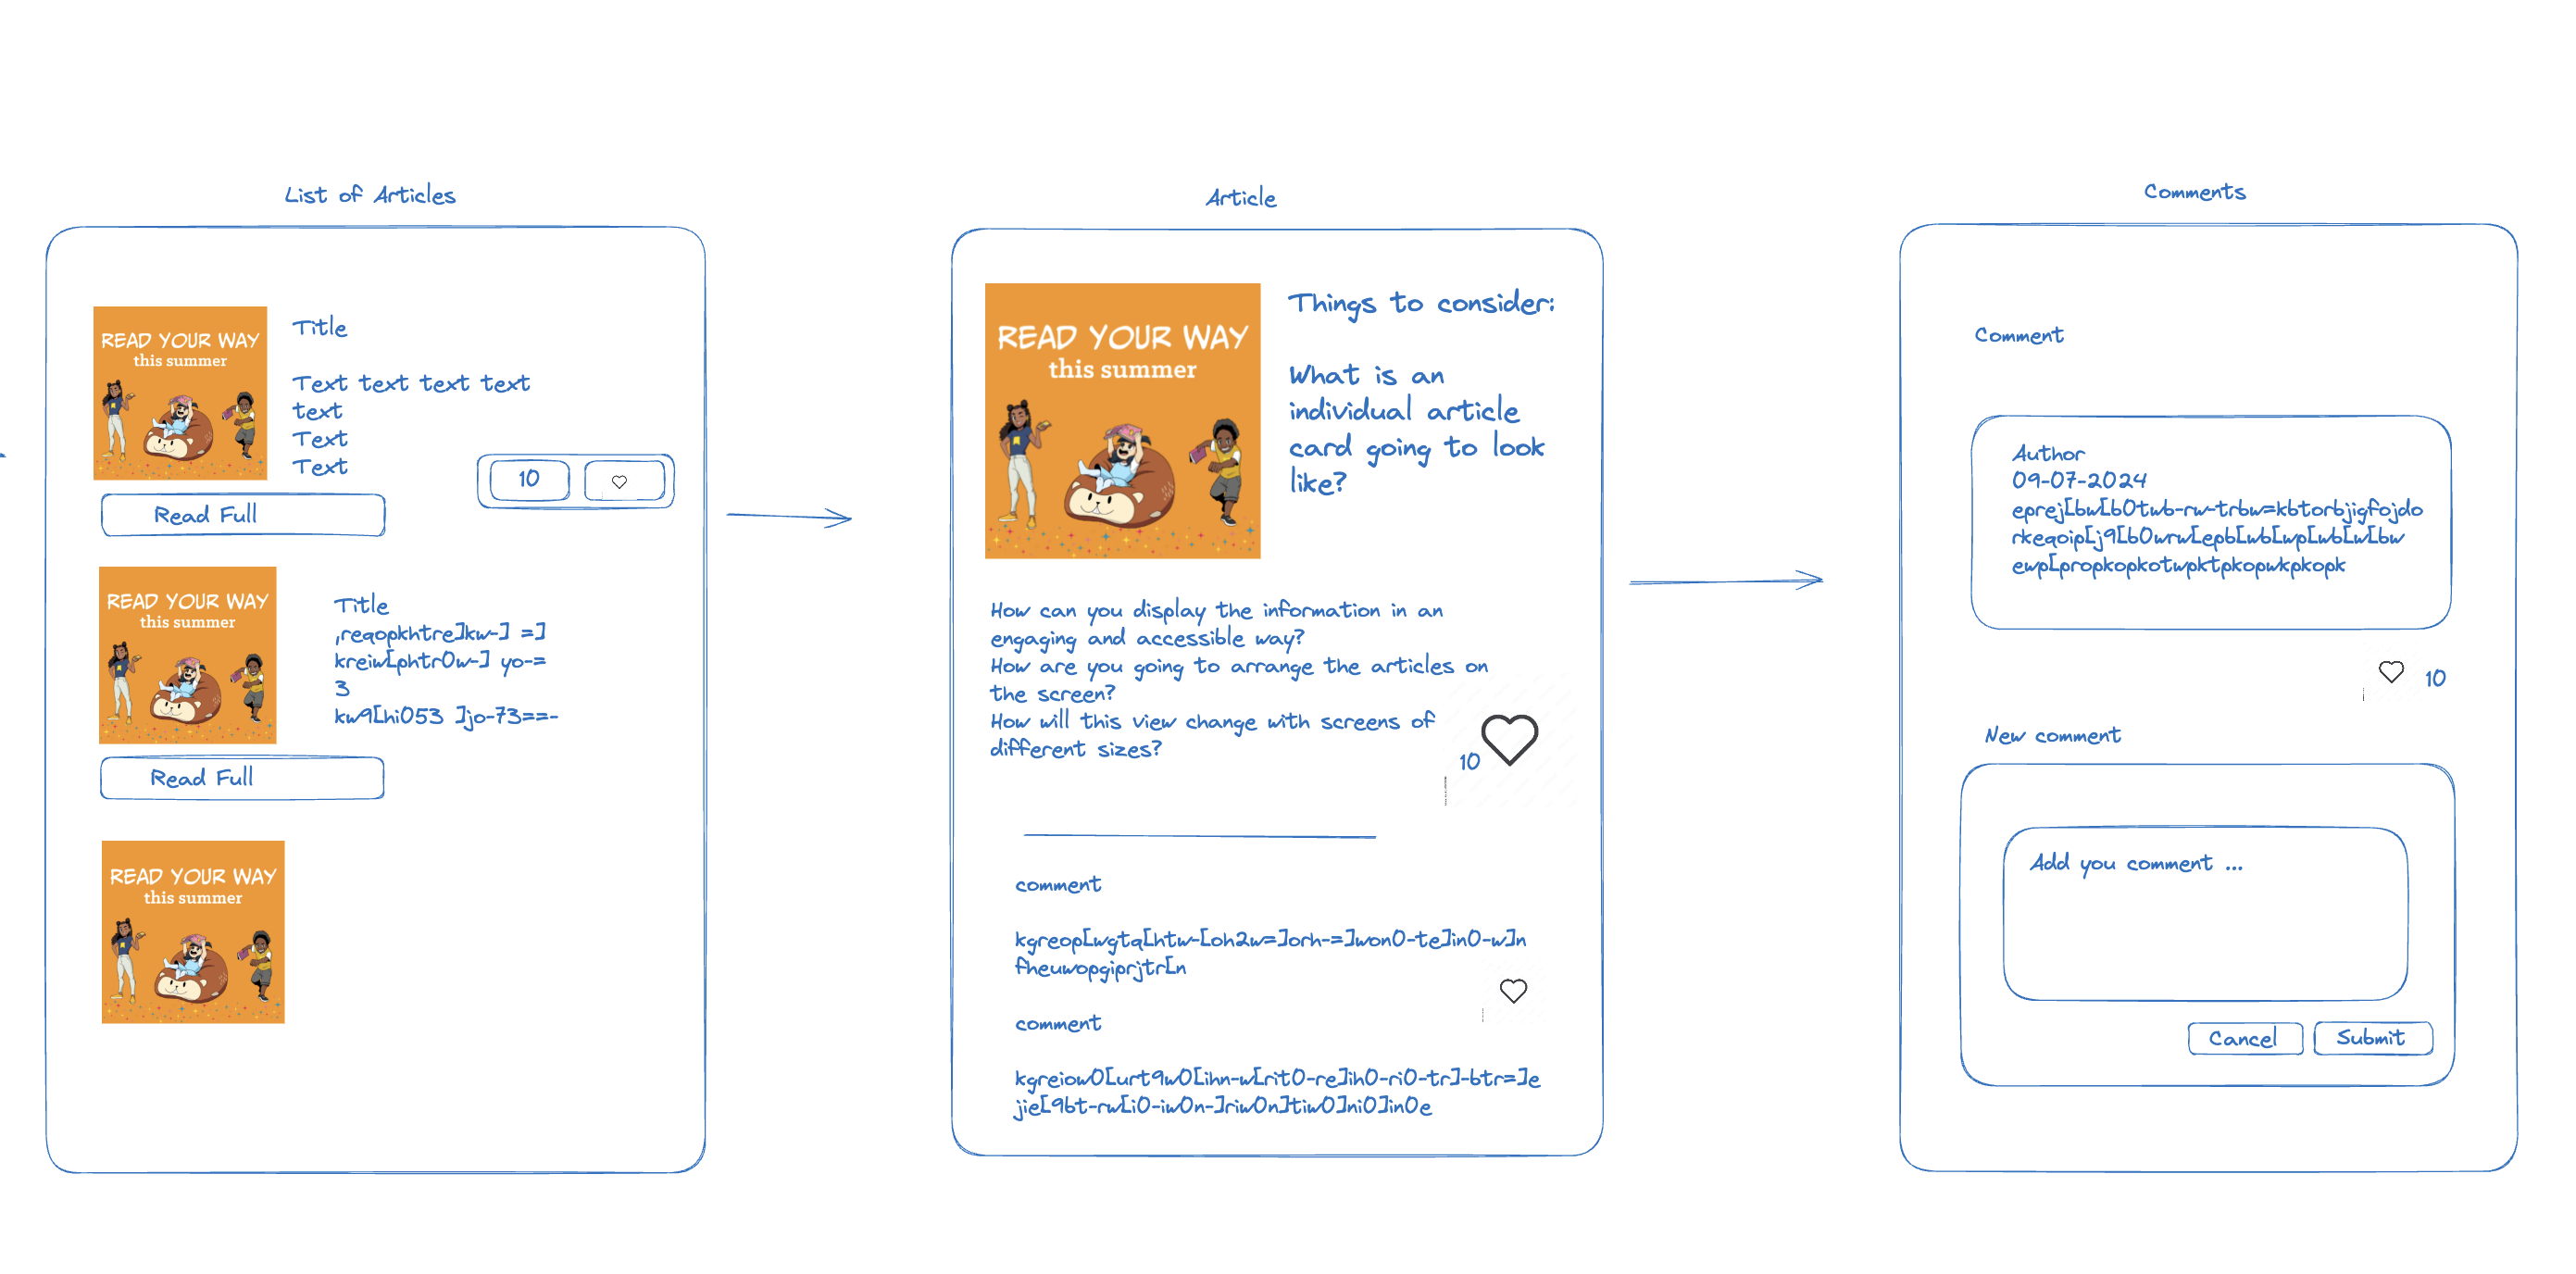 List of Articles
READ YOUR WAY
this summer
Title
Text text text text
text
Text
Text
10
Read Full
READ YOUR WAY
this summer
Title
,reqopkhtre]kw-] =]
kreiw[phtr0w-] yo-=
3
kw9[hi053 ]jo-73==-
Read Full
READ YOUR WAY
this summer
Article
READ YOUR WAY
this summer
Things to consider:
What is an
individual article
card going to look
like?
How can you display the information in an
engaging and accessible way?
How are you going to arrange the articles on
the screen?
How will this view change with screens of
different sizes?
10
comment
kgreop[wgtq[htw-[oh2w=]orh-=]won0-te]in0-w]n
fheuwopgiprjtr[n
comment
kgreiow0[urt9w0[ihn-w[rit0-re]ih0-ri0-tr]-btr=]e
jie[9bt-rw[i0-iw0n-]riw0n]tiw0]ni0]in0e
Comments
Comment
Author
09-07-2024
eprej[bw[b0twb-rw-trbw=kbtorbjigfojdo
rkeqoip[j9[b0wrw[epb[wb[wp[wb[w[bw
ewp[propkopkotwpktpkopwkpkopk
10
New comment
Add you comment ...
Cancel
Submit